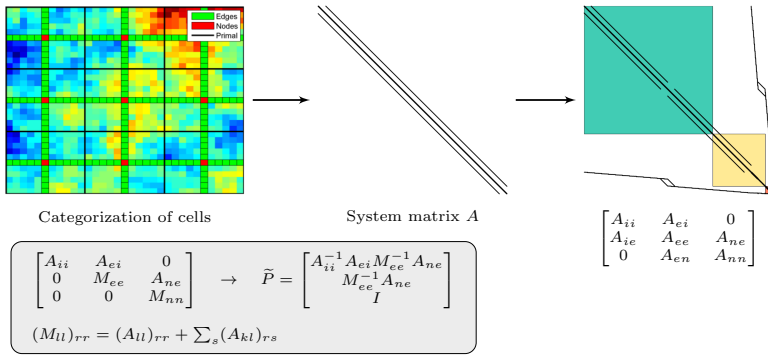 Edges
Nodes
Primal
Categorization of cells
System matrix A
A_{ii} A_{ei} 0
A_{ie} A_{ee} A_{ne}
0 A_{en} A_{nn}
A_{ii} A_{ei} 0
0 M_{ee} A_{ne}
0 0 M_{nn}
→ \widetilde{P} =
A_{ii}^{-1} A_{ei} M_{ee}^{-1} A_{ne}
M_{ee}^{-1} A_{ne}
I
(M_{ll})_{rr} = (A_{ll})_{rr} + ∑_s (A_{kl})_{rs}